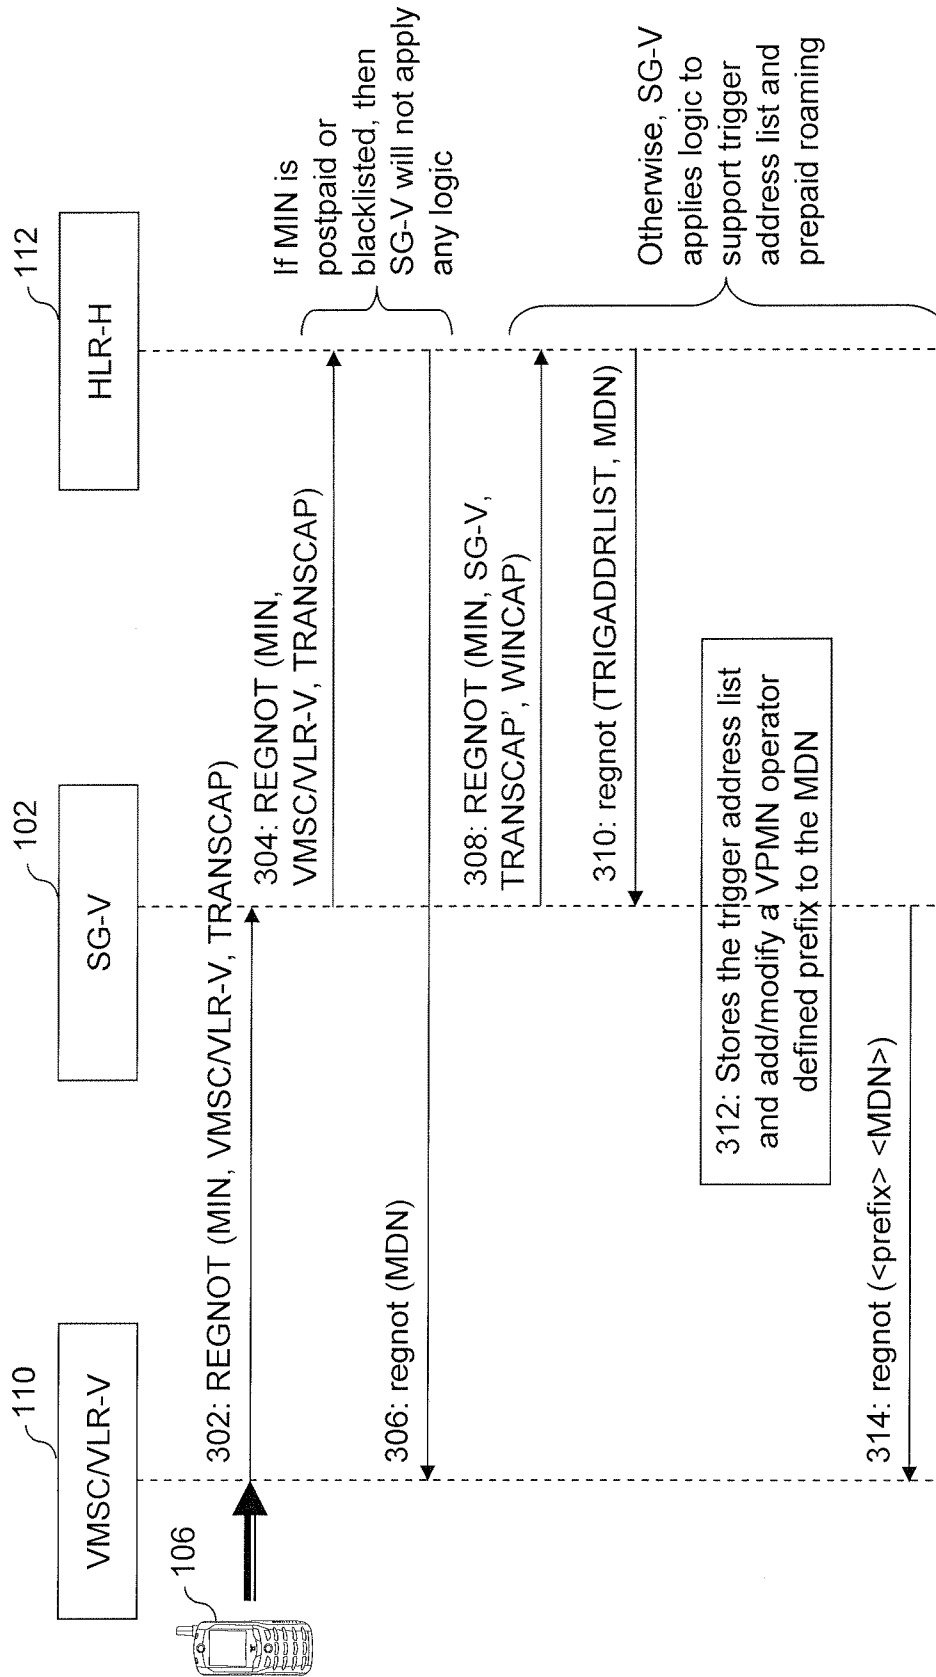 106
110
VMSC/VLR-V
102
SG-V
112
HLR-H
302: REGNOT (MIN, VMSC/VLR-V, TRANSCAP)
304: REGNOT (MIN,
VMSC/VLR-V, TRANSCAP)
If MIN is
postpaid or
blacklisted, then
SG-V will not apply
any logic
306: regnot (MDN)
308: REGNOT (MIN, SG-V,
TRANSCAP', WINCAP)
310: regnot (TRIGADDRLIST, MDN)
Otherwise, SG-V
applies logic to
support trigger
address list and
prepaid roaming
312: Stores the trigger address list
and add/modify a VPMN operator
defined prefix to the MDN
314: regnot (<prefix> <MDN>)